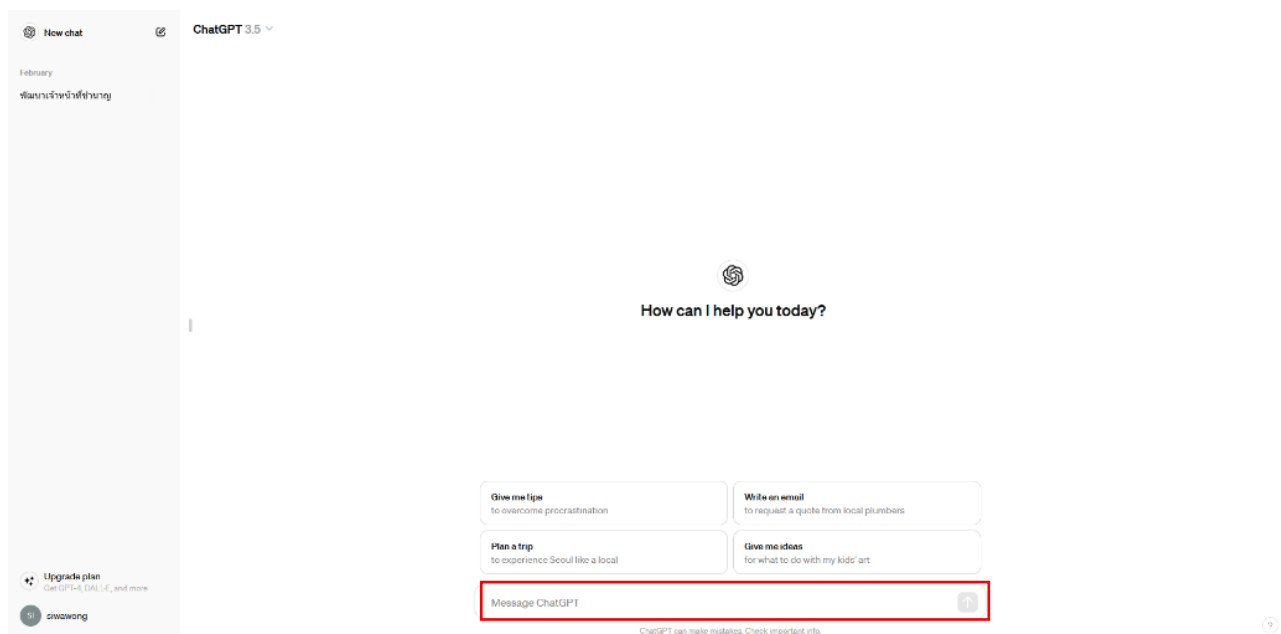 New chat
ChatGPT 3.5
February
พัฒนาเจ้าหน้าที่ชำนาญ
How can I help you today?
Give me tips
to overcome procrastination
Write an email
to request a quote from local plumbers
Plan a trip
to experience Seoul like a local
Give me ideas
for what to do with my kids' art
Upgrade plan
Get GPT-4, DALL·E, and more
Message ChatGPT
SI
siwawong
ChatGPT can make mistakes. Check important info.
?